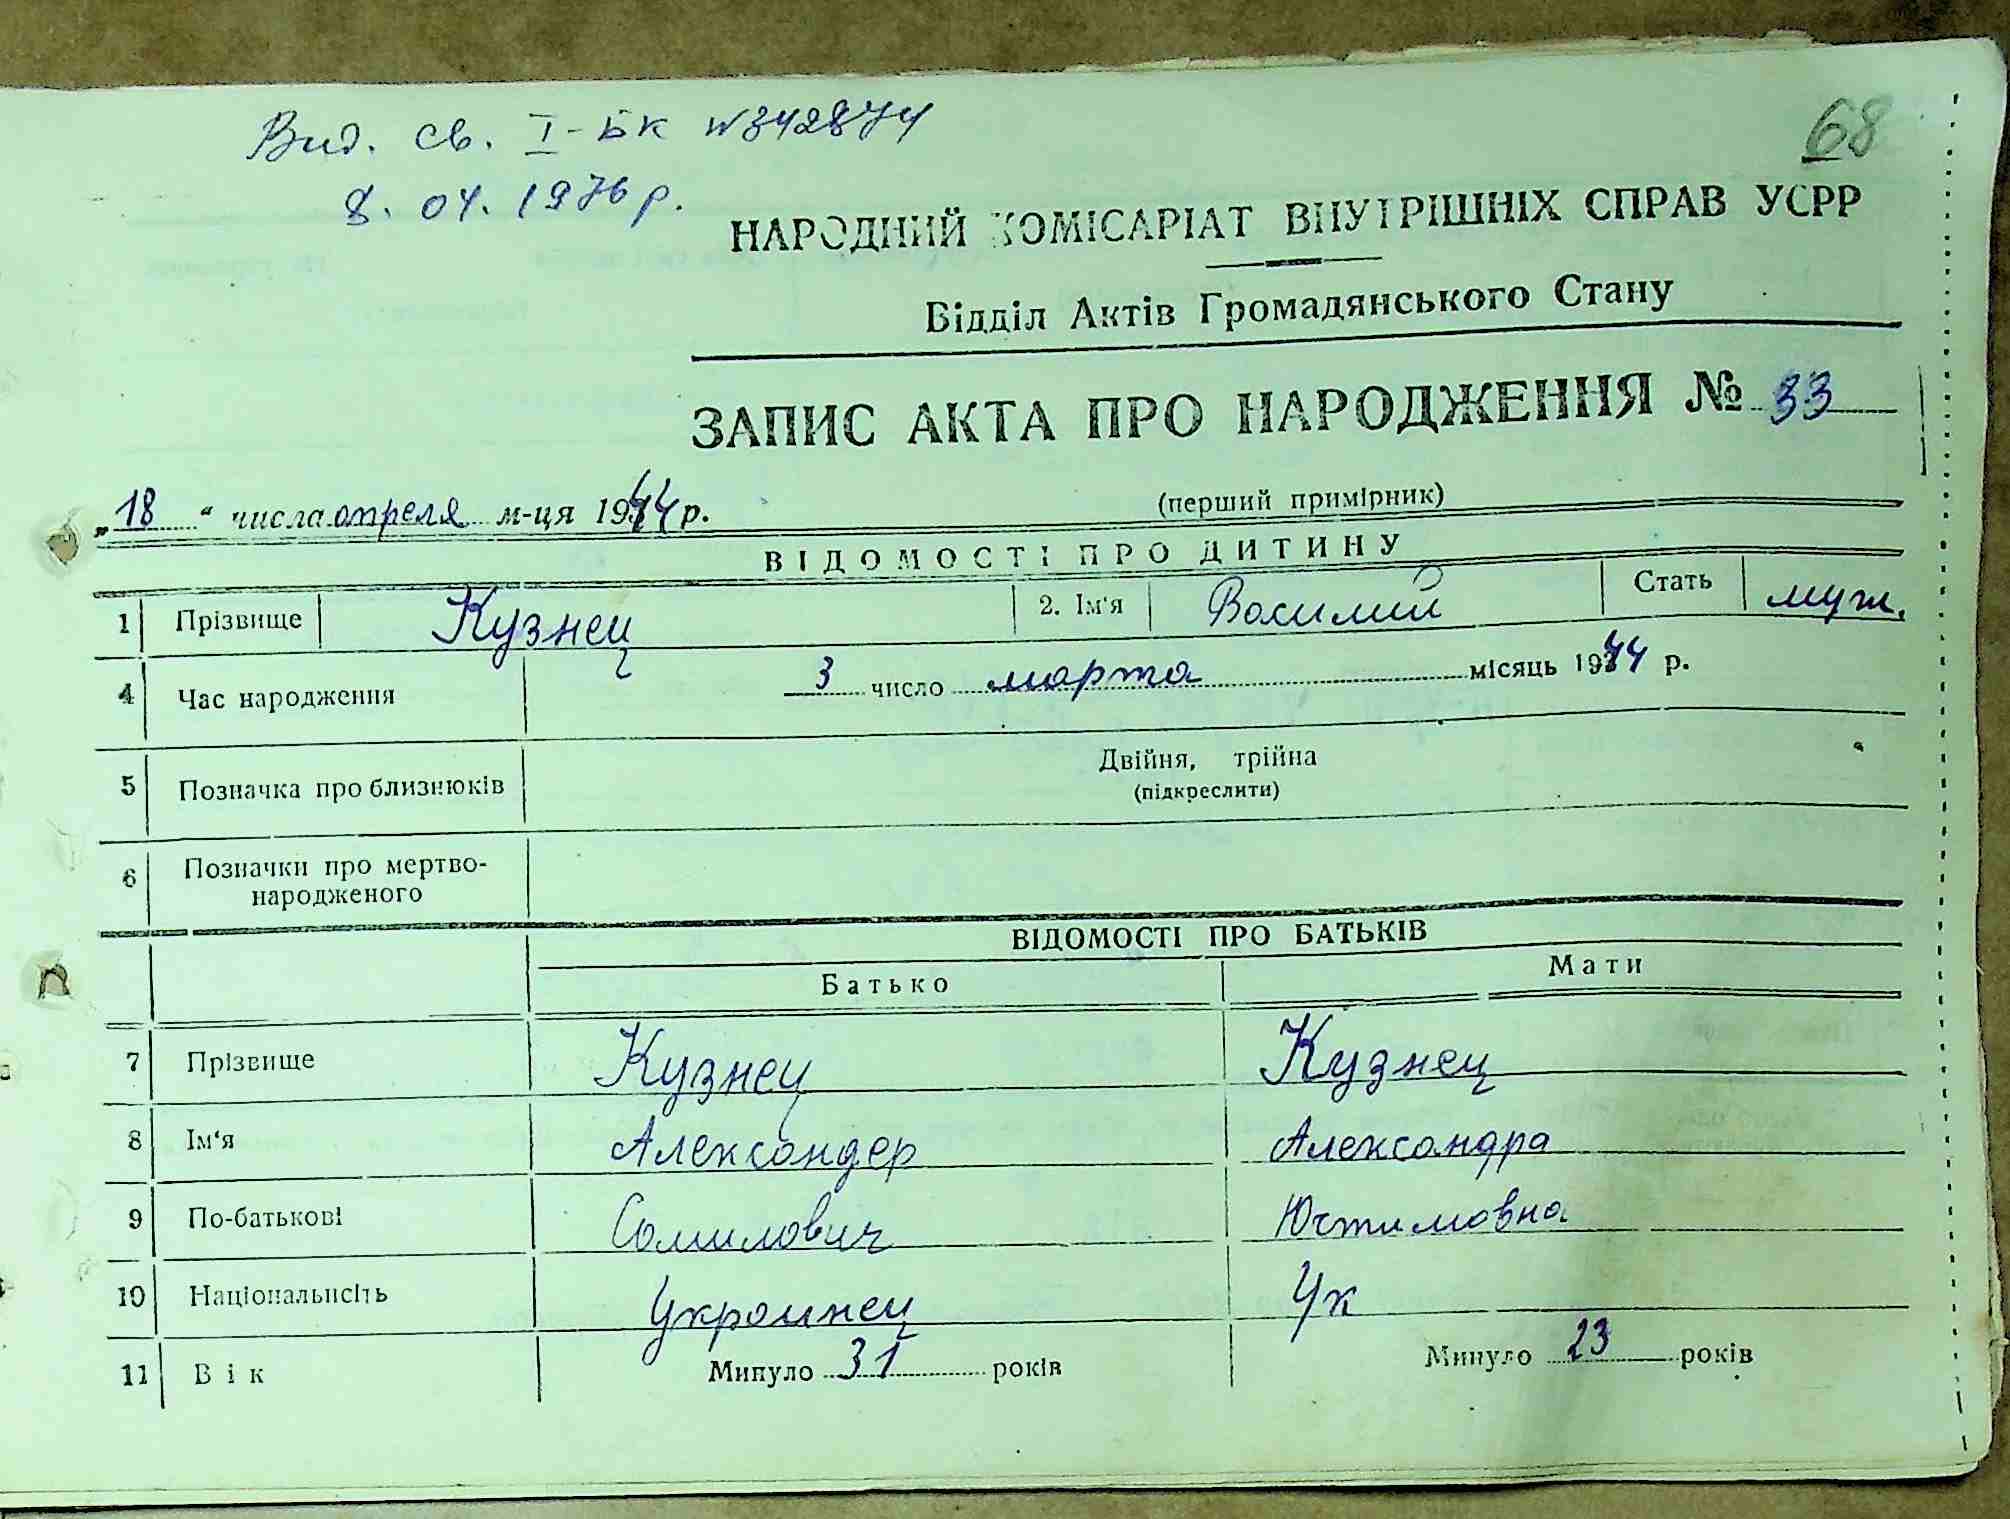 Вид. св. I-БК №342874
8. 04. 1976 р.
68
НАРОДНИЙ КОМІСАРІАТ ВНУТРІШНІХ СПРАВ УСРР
Відділ Актів Громадянського Стану
ЗАПИС АКТА ПРО НАРОДЖЕННЯ № 33
„18“ числа апреля м-ця 1944 р. (перший примірник)
ВІДОМОСТІ ПРО ДИТИНУ
1 Прізвище Кузнец 2. Ім'я Василий Стать муж.
4 Час народження 3 число марта місяць 1944 р.
5 Позначка про близнюків Двійня, трійна
(підкреслити)
6 Позначки про мертво-
народженого
ВІДОМОСТІ ПРО БАТЬКІВ
Батько Мати
7 Прізвище Кузнец Кузнец
8 Ім'я Александер Александра
9 По-батькові Самилович Юхтимовна
10 Національність Украинец Ук
11 Вік Минуло 31 років Минуло 23 років